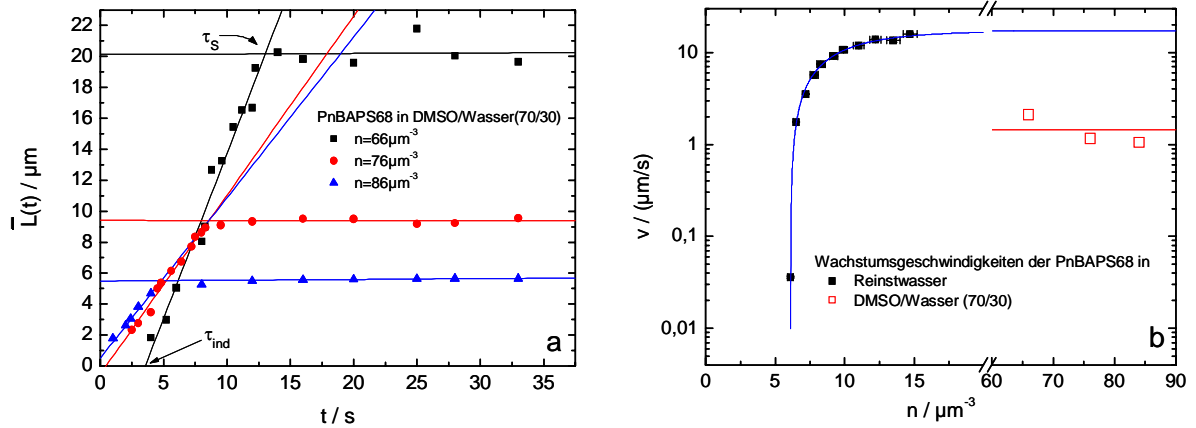 22
20
18
16
14
12
10
8
6
4
2
0
L̅(t) / µm
τS
PnBAPS68 in DMSO/Wasser(70/30)
n=66µm⁻³
n=76µm⁻³
n=86µm⁻³
τind
a
0 5 10 15 20 25 30 35
t / s
10
1
0,1
0,01
v / (µm/s)
Wachstumsgeschwindigkeiten der PnBAPS68 in
Reinstwasser
DMSO/Wasser (70/30)
b
0 5 10 15 60 70 80 90
n / µm⁻³